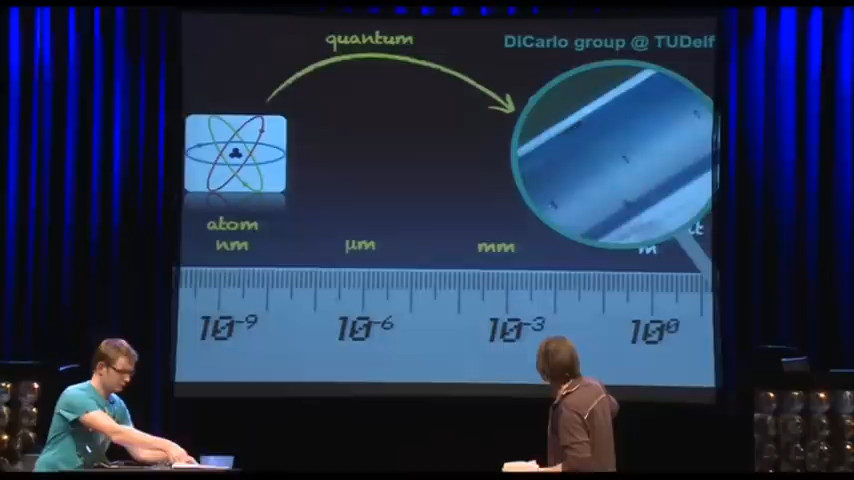 quantum
DiCarlo group @ TUDelf
atom
nm
μm
mm
m
10⁻⁹
10⁻⁶
10⁻³
10⁰